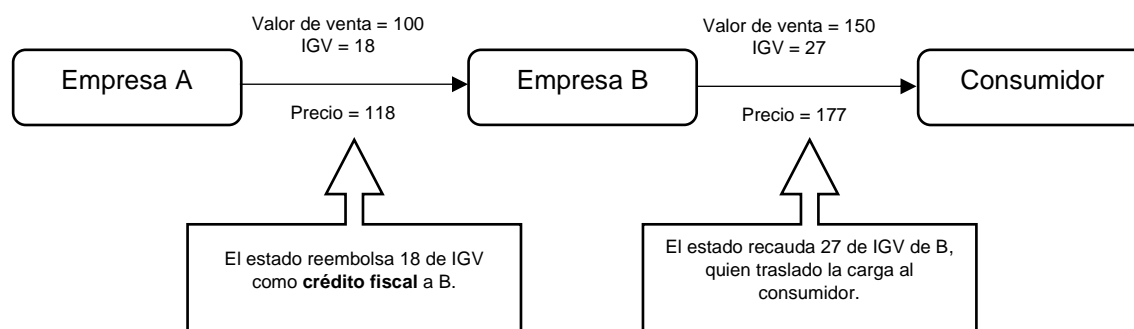 Valor de venta = 100
IGV = 18
Valor de venta = 150
IGV = 27
Empresa A
Empresa B
Consumidor
Precio = 118
Precio = 177
El estado reembolsa 18 de IGV
como crédito fiscal a B.
El estado recauda 27 de IGV de B,
quien traslado la carga al
consumidor.